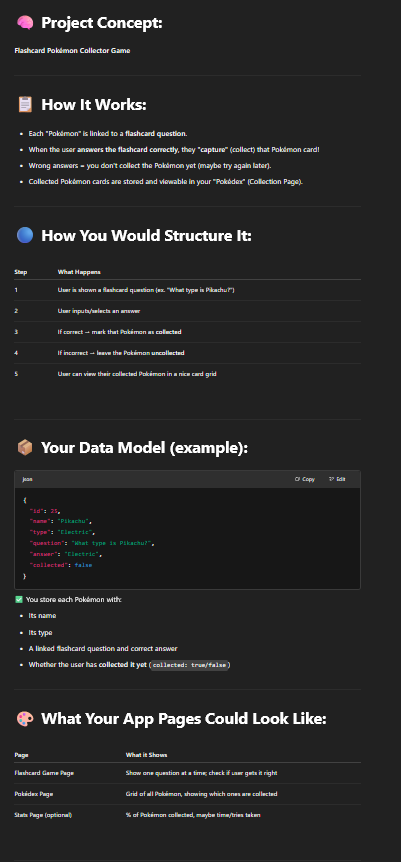 🧠 Project Concept:
Flashcard Pokémon Collector Game
📋 How It Works:
Each "Pokémon" is linked to a flashcard question.
When the user answers the flashcard correctly, they "capture" (collect) that Pokémon card!
Wrong answers = you don't collect the Pokémon yet (maybe try again later).
Collected Pokémon cards are stored and viewable in your "Pokédex" (Collection Page).
🔵 How You Would Structure It:
Step What Happens
1 User is shown a flashcard question (ex. "What type is Pikachu?")
2 User inputs/selects an answer
3 If correct → mark that Pokémon as collected
4 If incorrect → leave the Pokémon uncollected
5 User can view their collected Pokémon in a nice card grid
📦 Your Data Model (example):
json Copy Edit
{
"id": 25,
"name": "Pikachu",
"type": "Electric",
"question": "What type is Pikachu?",
"answer": "Electric",
"collected": false
}
✅ You store each Pokémon with:
Its name
Its type
A linked flashcard question and correct answer
Whether the user has collected it yet (collected: true/false)
🎨 What Your App Pages Could Look Like:
Page What it Shows
Flashcard Game Page Show one question at a time; check if user gets it right
Pokédex Page Grid of all Pokémon, showing which ones are collected
Stats Page (optional) % of Pokémon collected, maybe time/tries taken